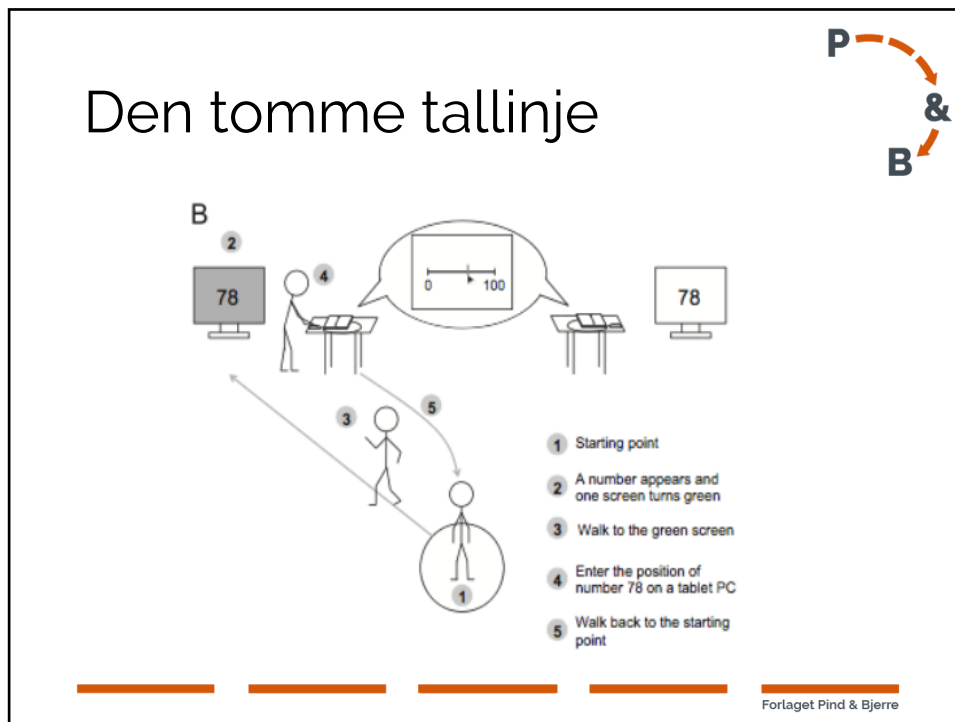 P
&
B
Den tomme tallinje
B
2
4
78
0 100
78
3
5
1
1 Starting point
2 A number appears and
one screen turns green
3 Walk to the green screen
4 Enter the position of
number 78 on a tablet PC
5 Walk back to the starting
point
Forlaget Pind & Bjerre